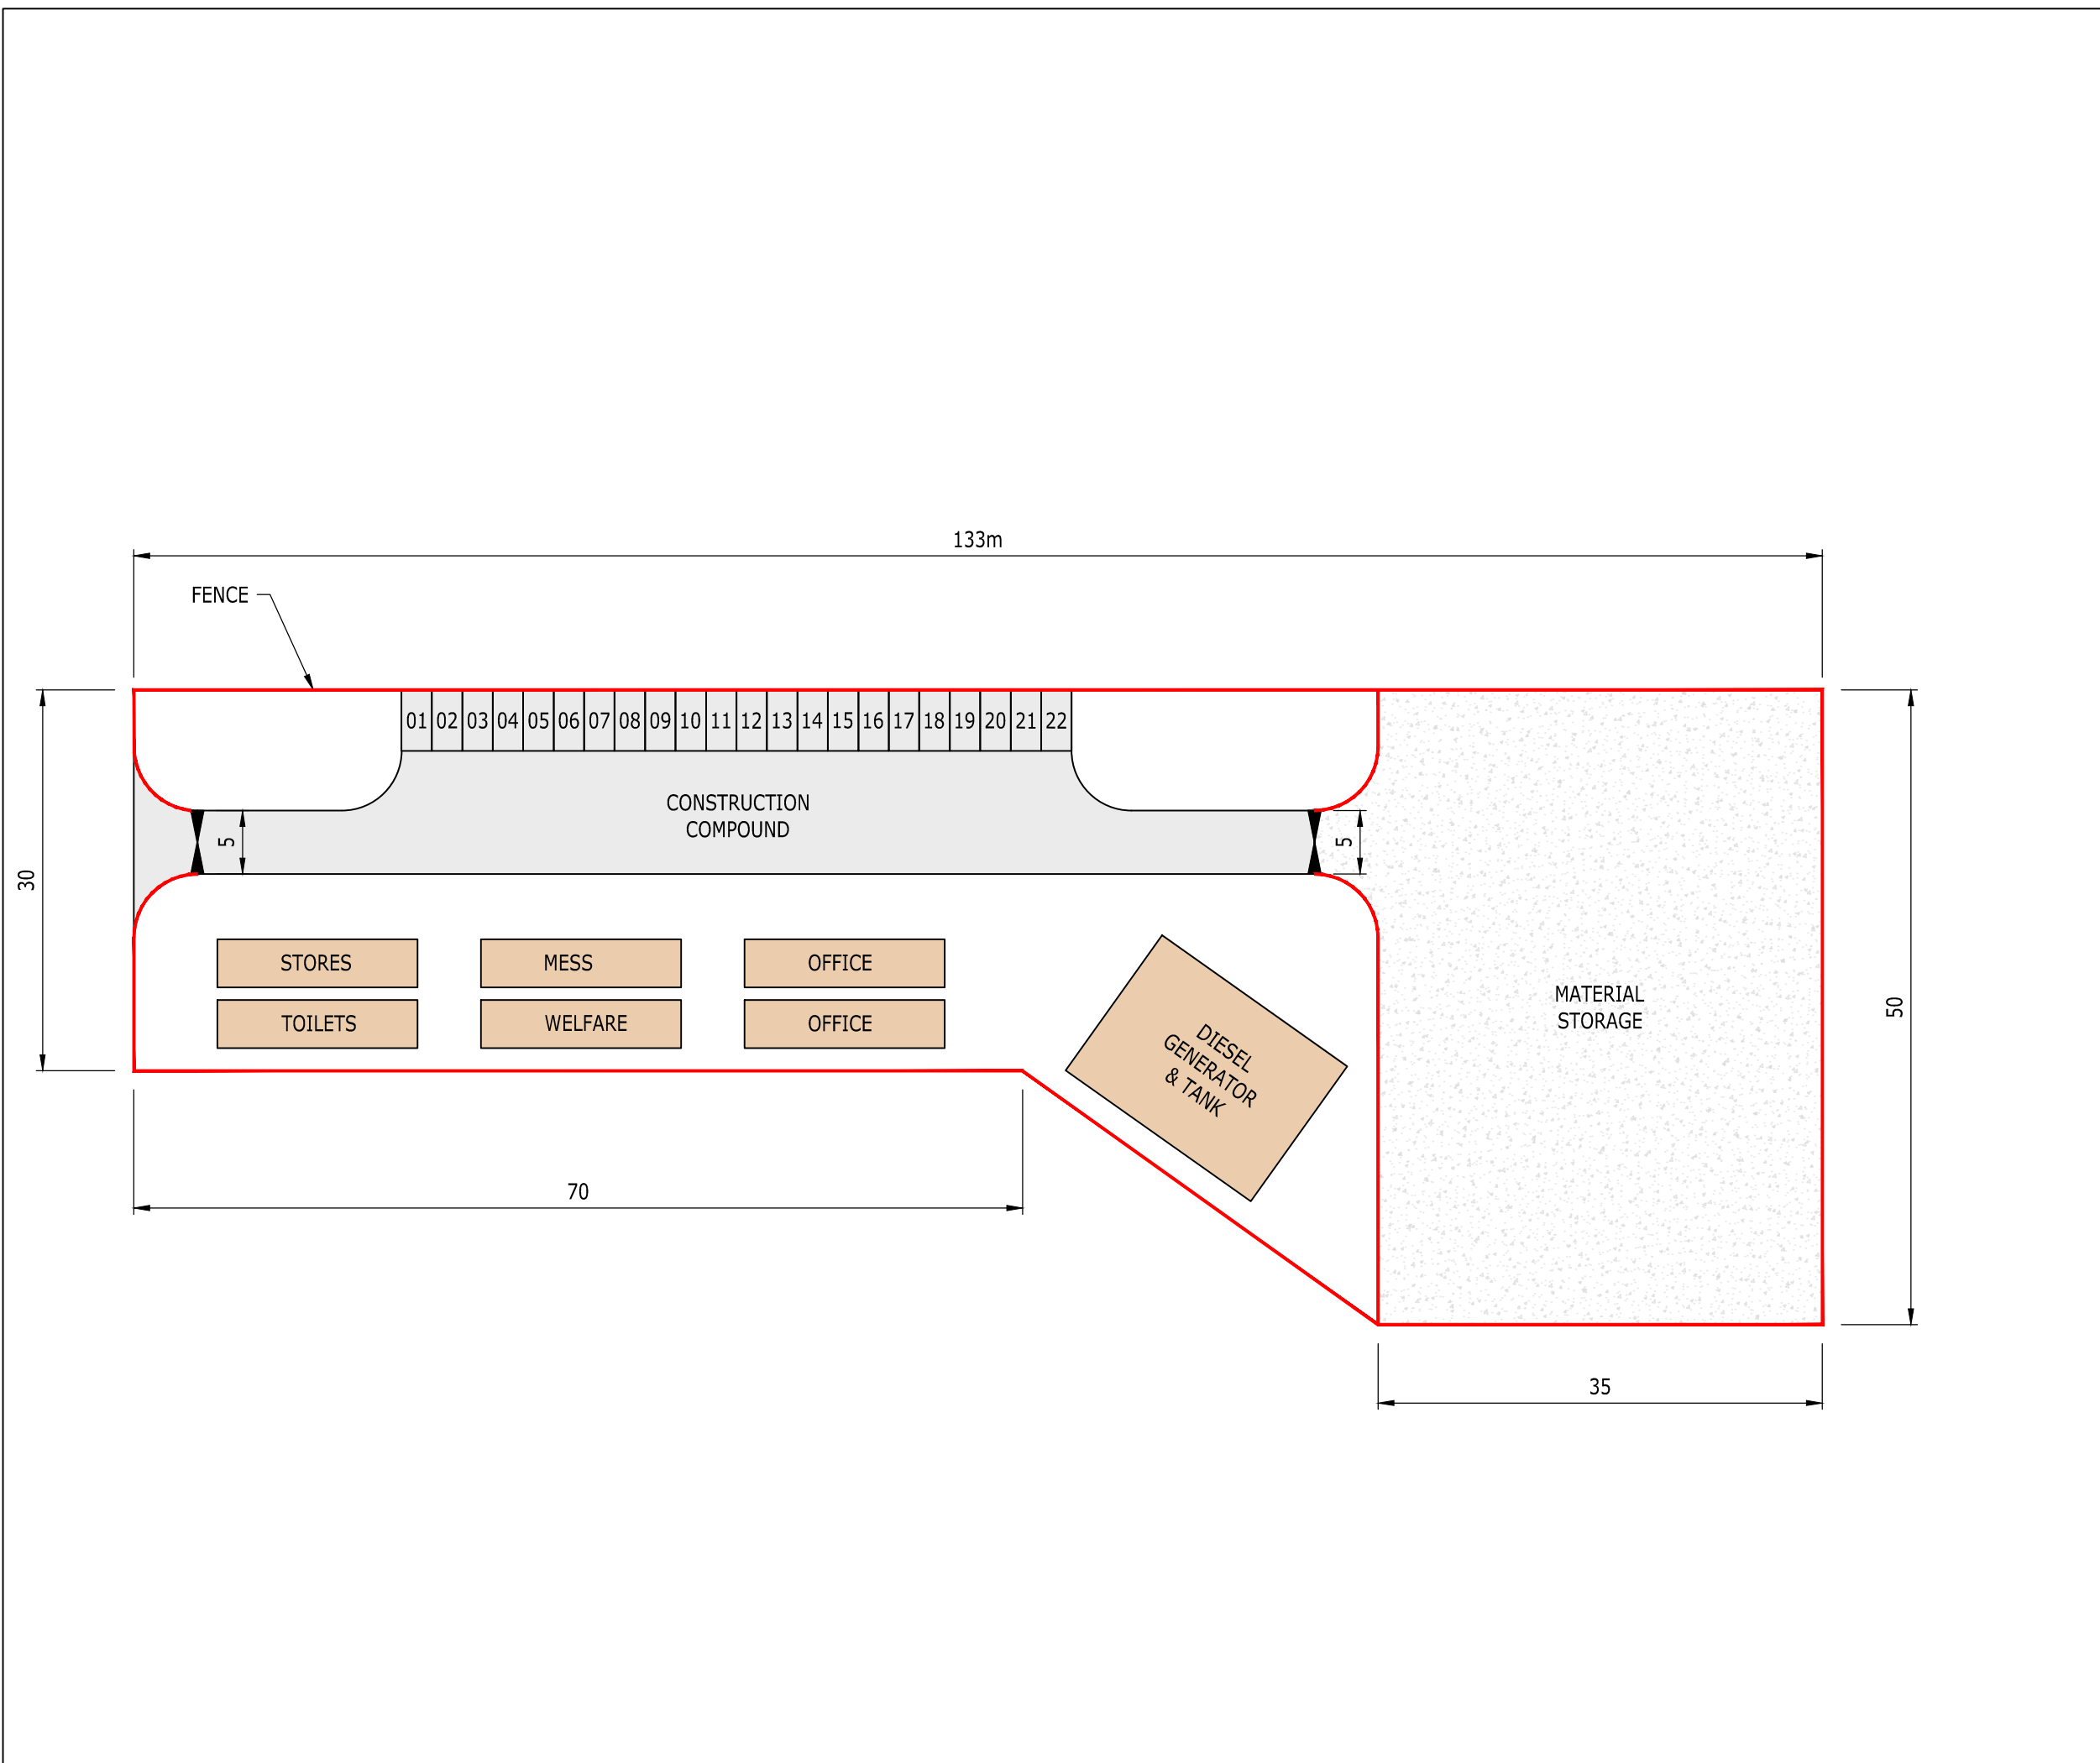 133m
FENCE
01 02 03 04 05 06 07 08 09 10 11 12 13 14 15 16 17 18 19 20 21 22
CONSTRUCTION
COMPOUND
5
5
30
STORES
MESS
OFFICE
TOILETS
WELFARE
OFFICE
DIESEL
GENERATOR
& TANK
MATERIAL
STORAGE
50
70
35